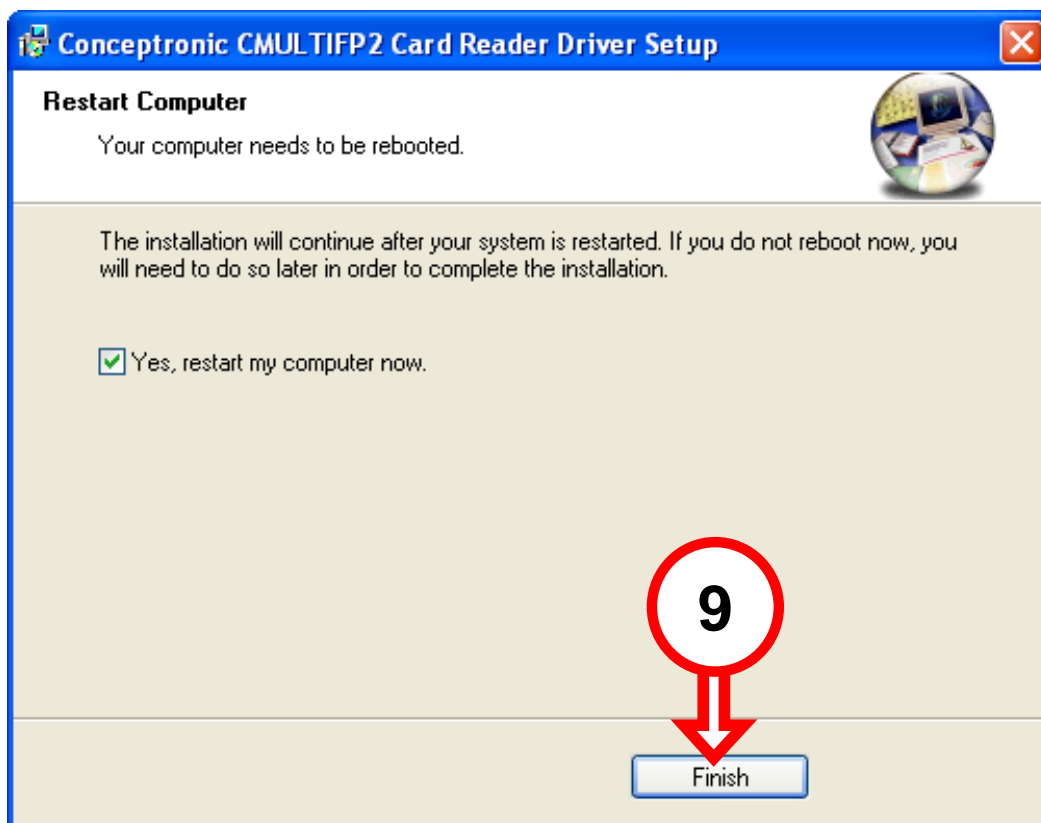 Conceptronic CMULTIFP2 Card Reader Driver Setup
Restart Computer
Your computer needs to be rebooted.
The installation will continue after your system is restarted. If you do not reboot now, you
will need to do so later in order to complete the installation.
Yes, restart my computer now.
9
Finish